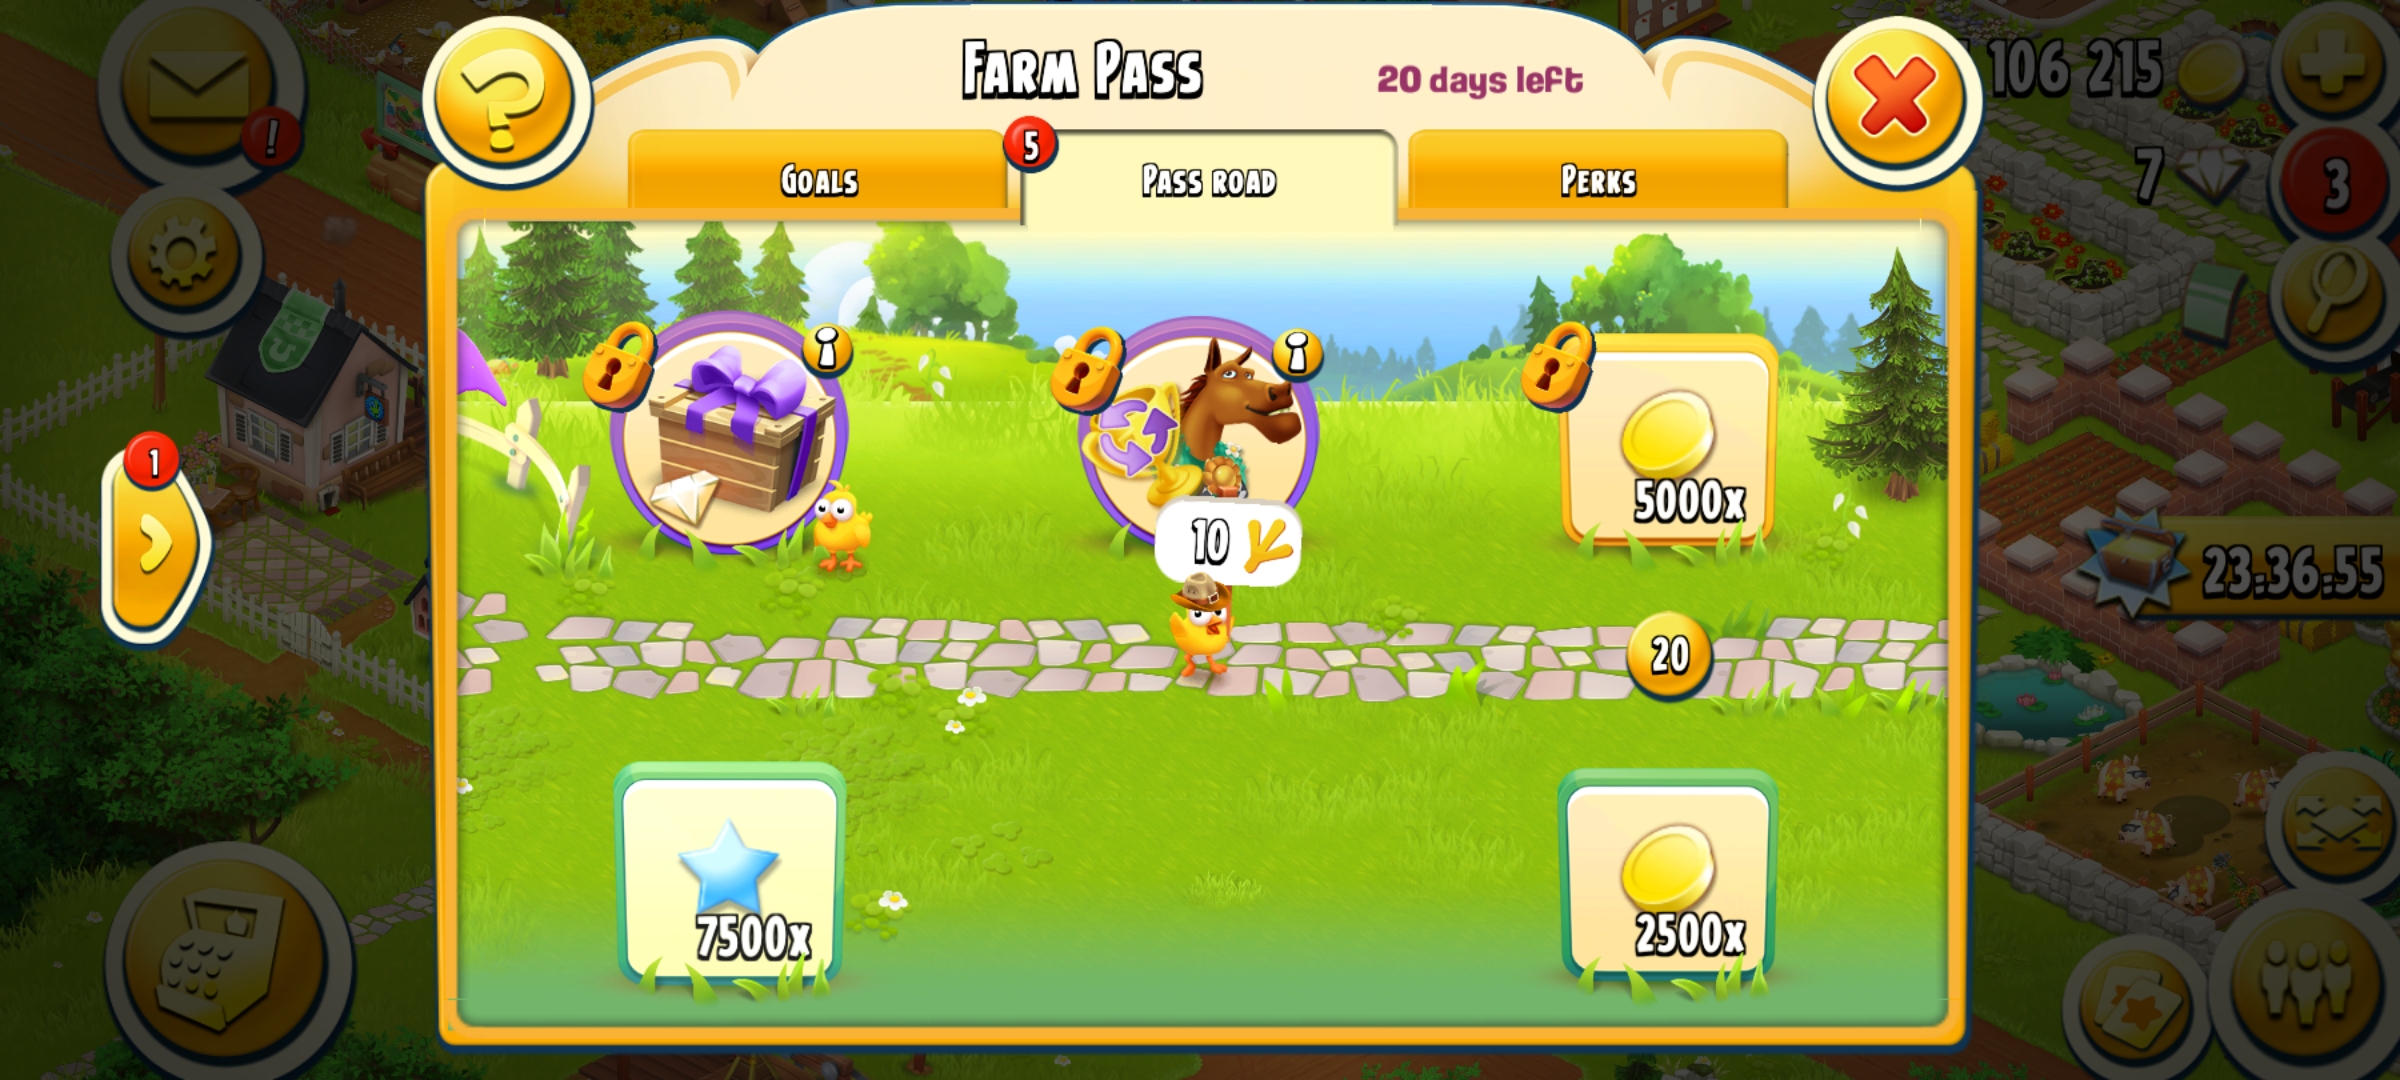 FARM PASS
20 days left
GOALS
5
PASS ROAD
PERKS
!
106 215
7
3
1
5000x
10
20
23:36:55
7500x
2500x